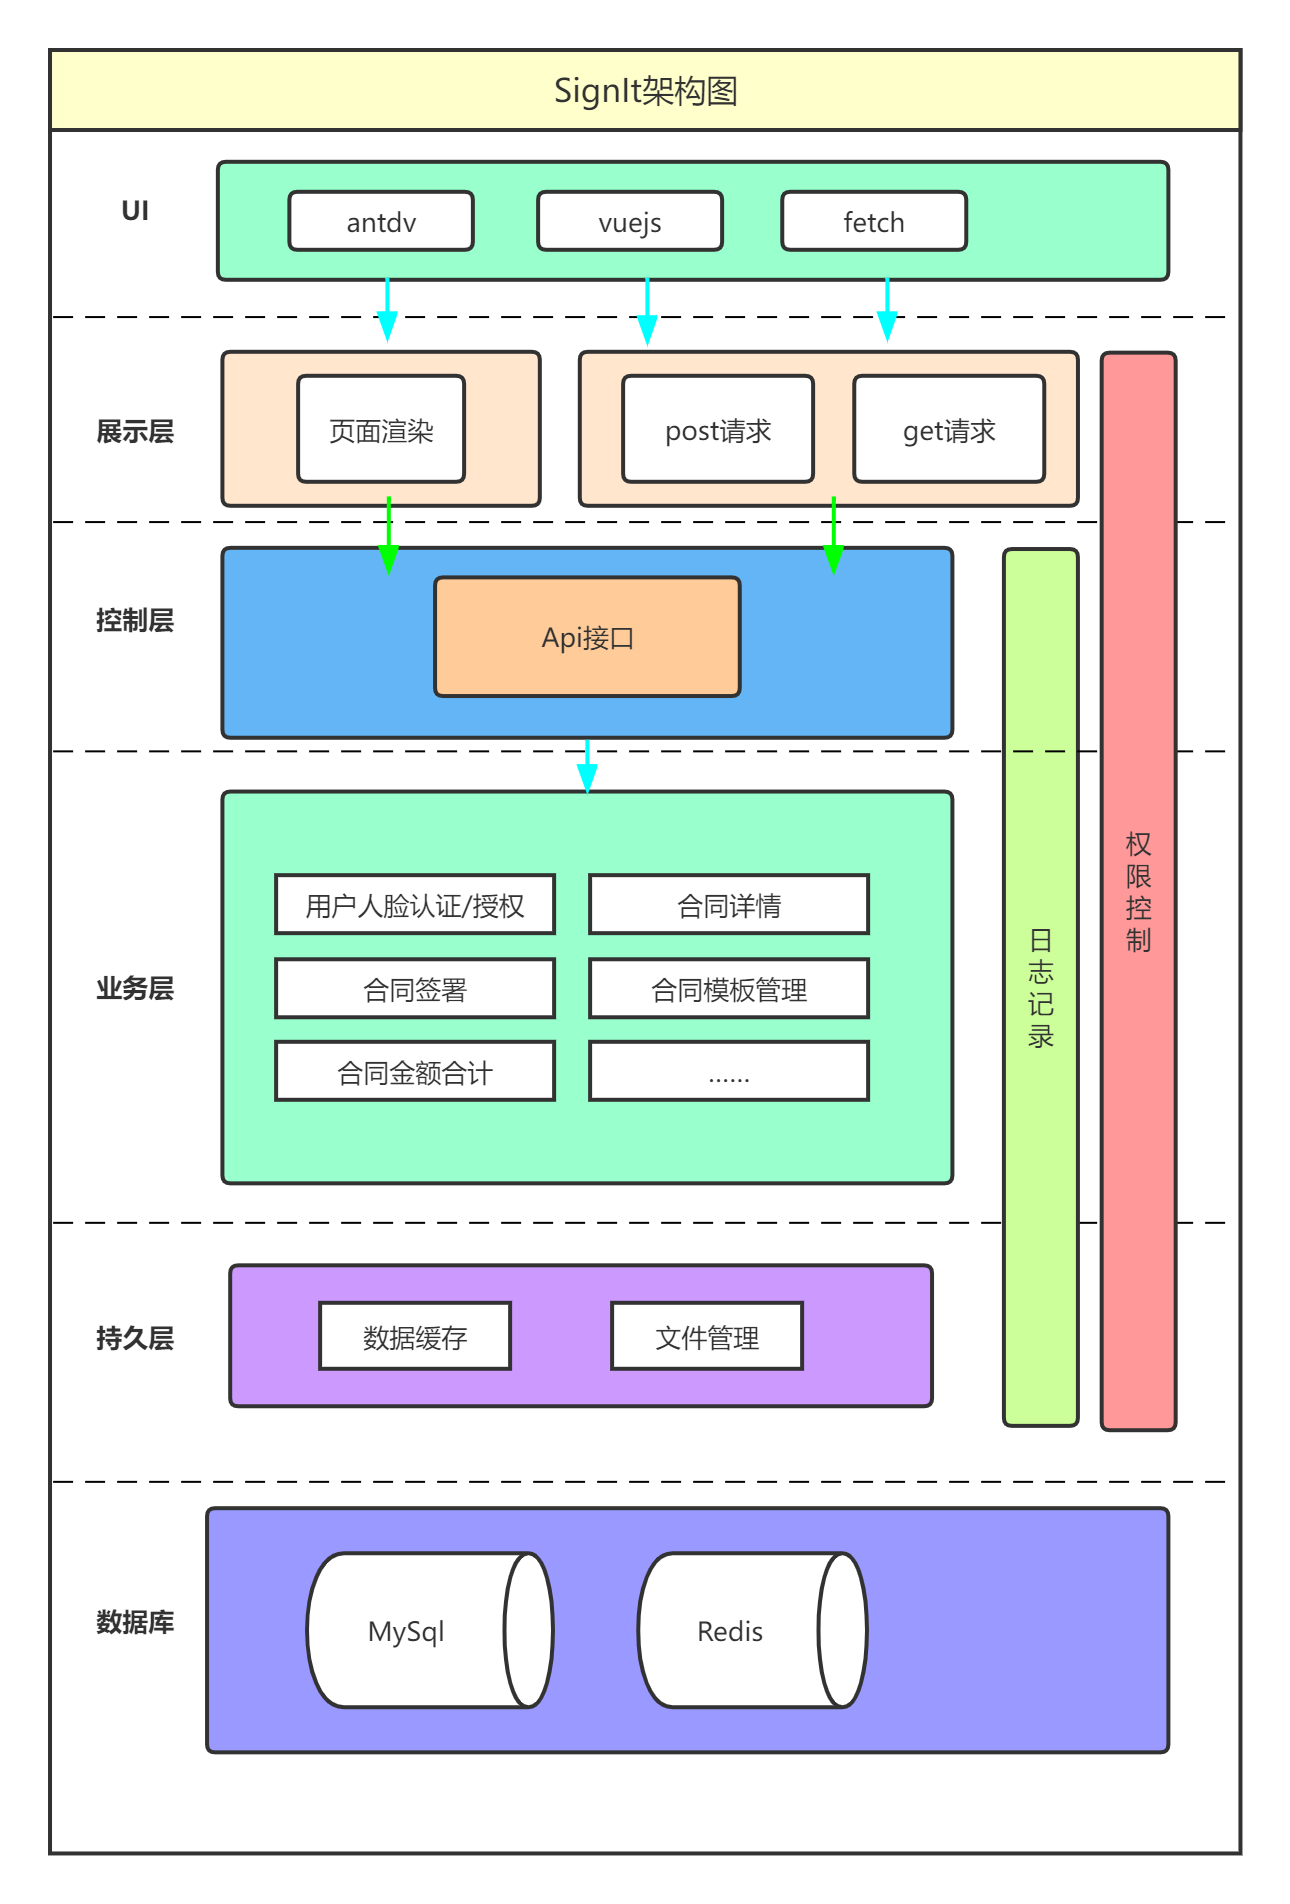 SignIt架构图
UI
antdv
vuejs
fetch
展示层
页面渲染
post请求
get请求
控制层
Api接口
业务层
用户人脸认证/授权
合同详情
合同签署
合同模板管理
合同金额合计
......
日志记录
权限控制
持久层
数据缓存
文件管理
数据库
MySql
Redis